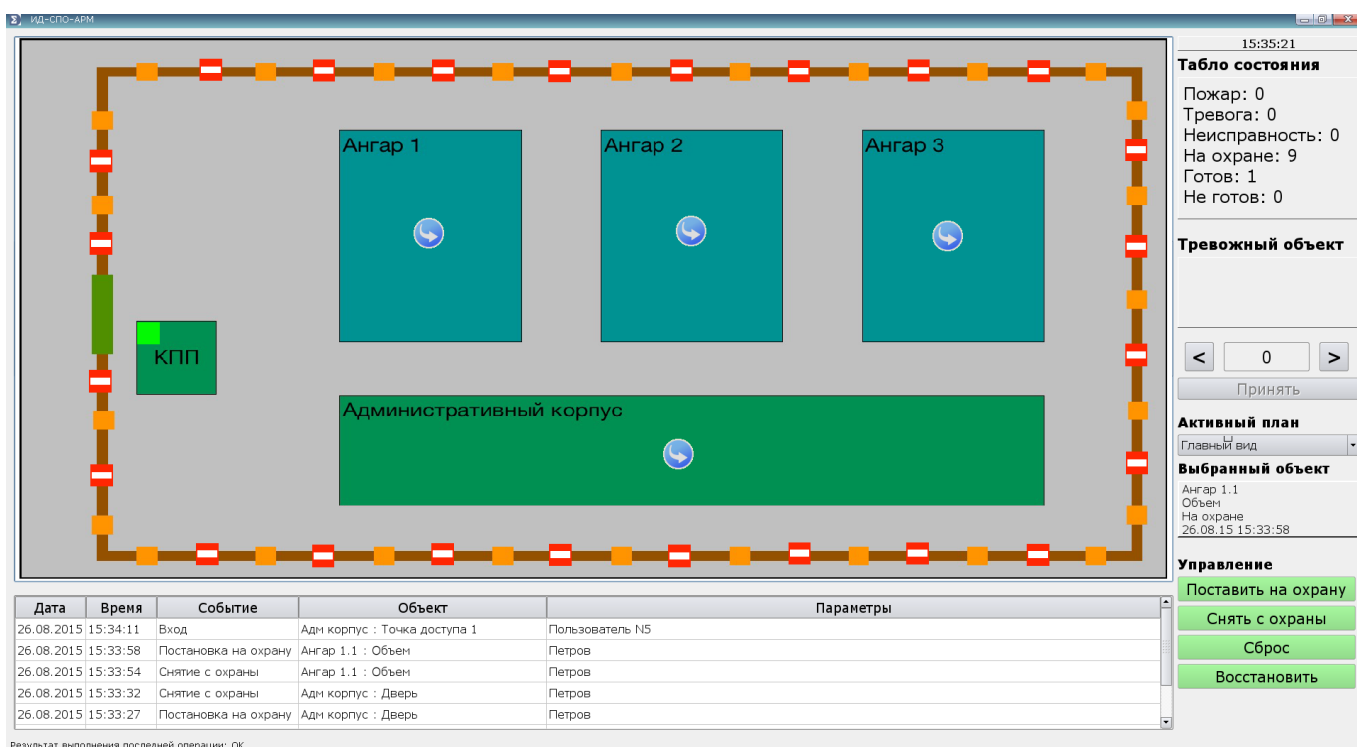 ИД-СПО-АРМ
15:35:21
Табло состояния
Пожар: 0
Тревога: 0
Неисправность: 0
На охране: 9
Готов: 1
Не готов: 0
Тревожный объект
< 0 >
Принять
Активный план
Главный вид
Выбранный объект
Ангар 1.1
Объем
На охране
26.08.15 15:33:58
Управление
Поставить на охрану
Снять с охраны
Сброс
Восстановить
Ангар 1
Ангар 2
Ангар 3
КПП
Административный корпус
Дата Время Событие Объект Параметры
26.08.2015 15:34:11 Вход Адм корпус : Точка доступа 1 Пользователь N5
26.08.2015 15:33:58 Постановка на охрану Ангар 1.1 : Объем Петров
26.08.2015 15:33:54 Снятие с охраны Ангар 1.1 : Объем Петров
26.08.2015 15:33:32 Снятие с охраны Адм корпус : Дверь Петров
26.08.2015 15:33:27 Постановка на охрану Адм корпус : Дверь Петров
Результат выполнения последней операции: OK